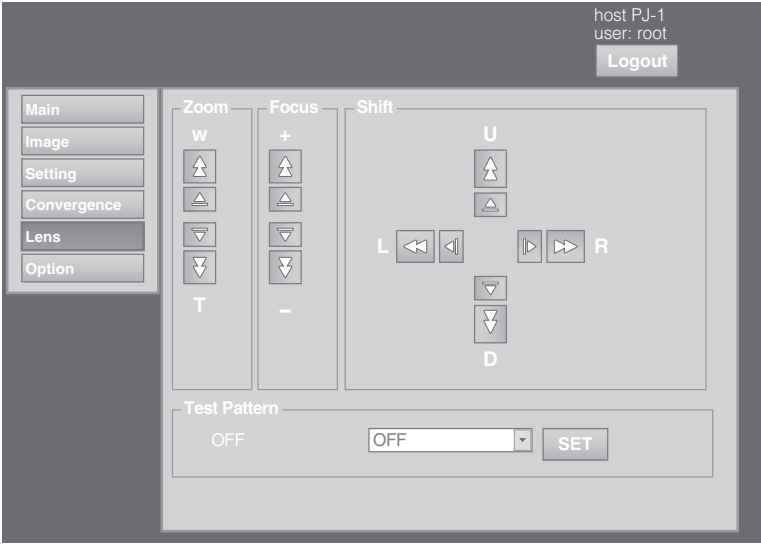 host PJ-1
user: root
Logout
Main
Image
Setting
Convergence
Lens
Option
Zoom
W
T
Focus
+
–
Shift
U
L
R
D
Test Pattern
OFF
OFF
SET